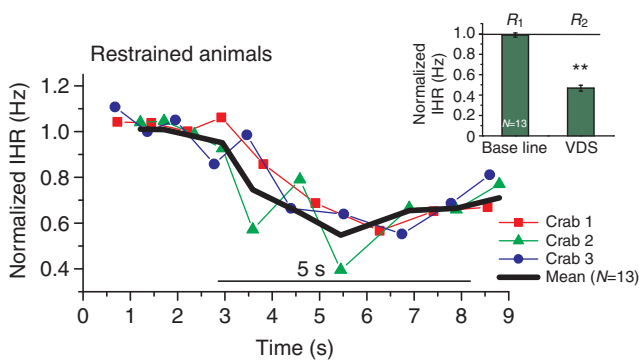 Restrained animals
Normalized IHR (Hz)
1.2
1.0
0.8
0.6
0.4
0 1 2 3 4 5 6 7 8 9
Time (s)
5 s
R1 R2
Normalized
IHR (Hz)
1.0
0.8
0.6
0.4
0.2
0
**
N=13
Base line VDS
Crab 1
Crab 2
Crab 3
Mean (N=13)